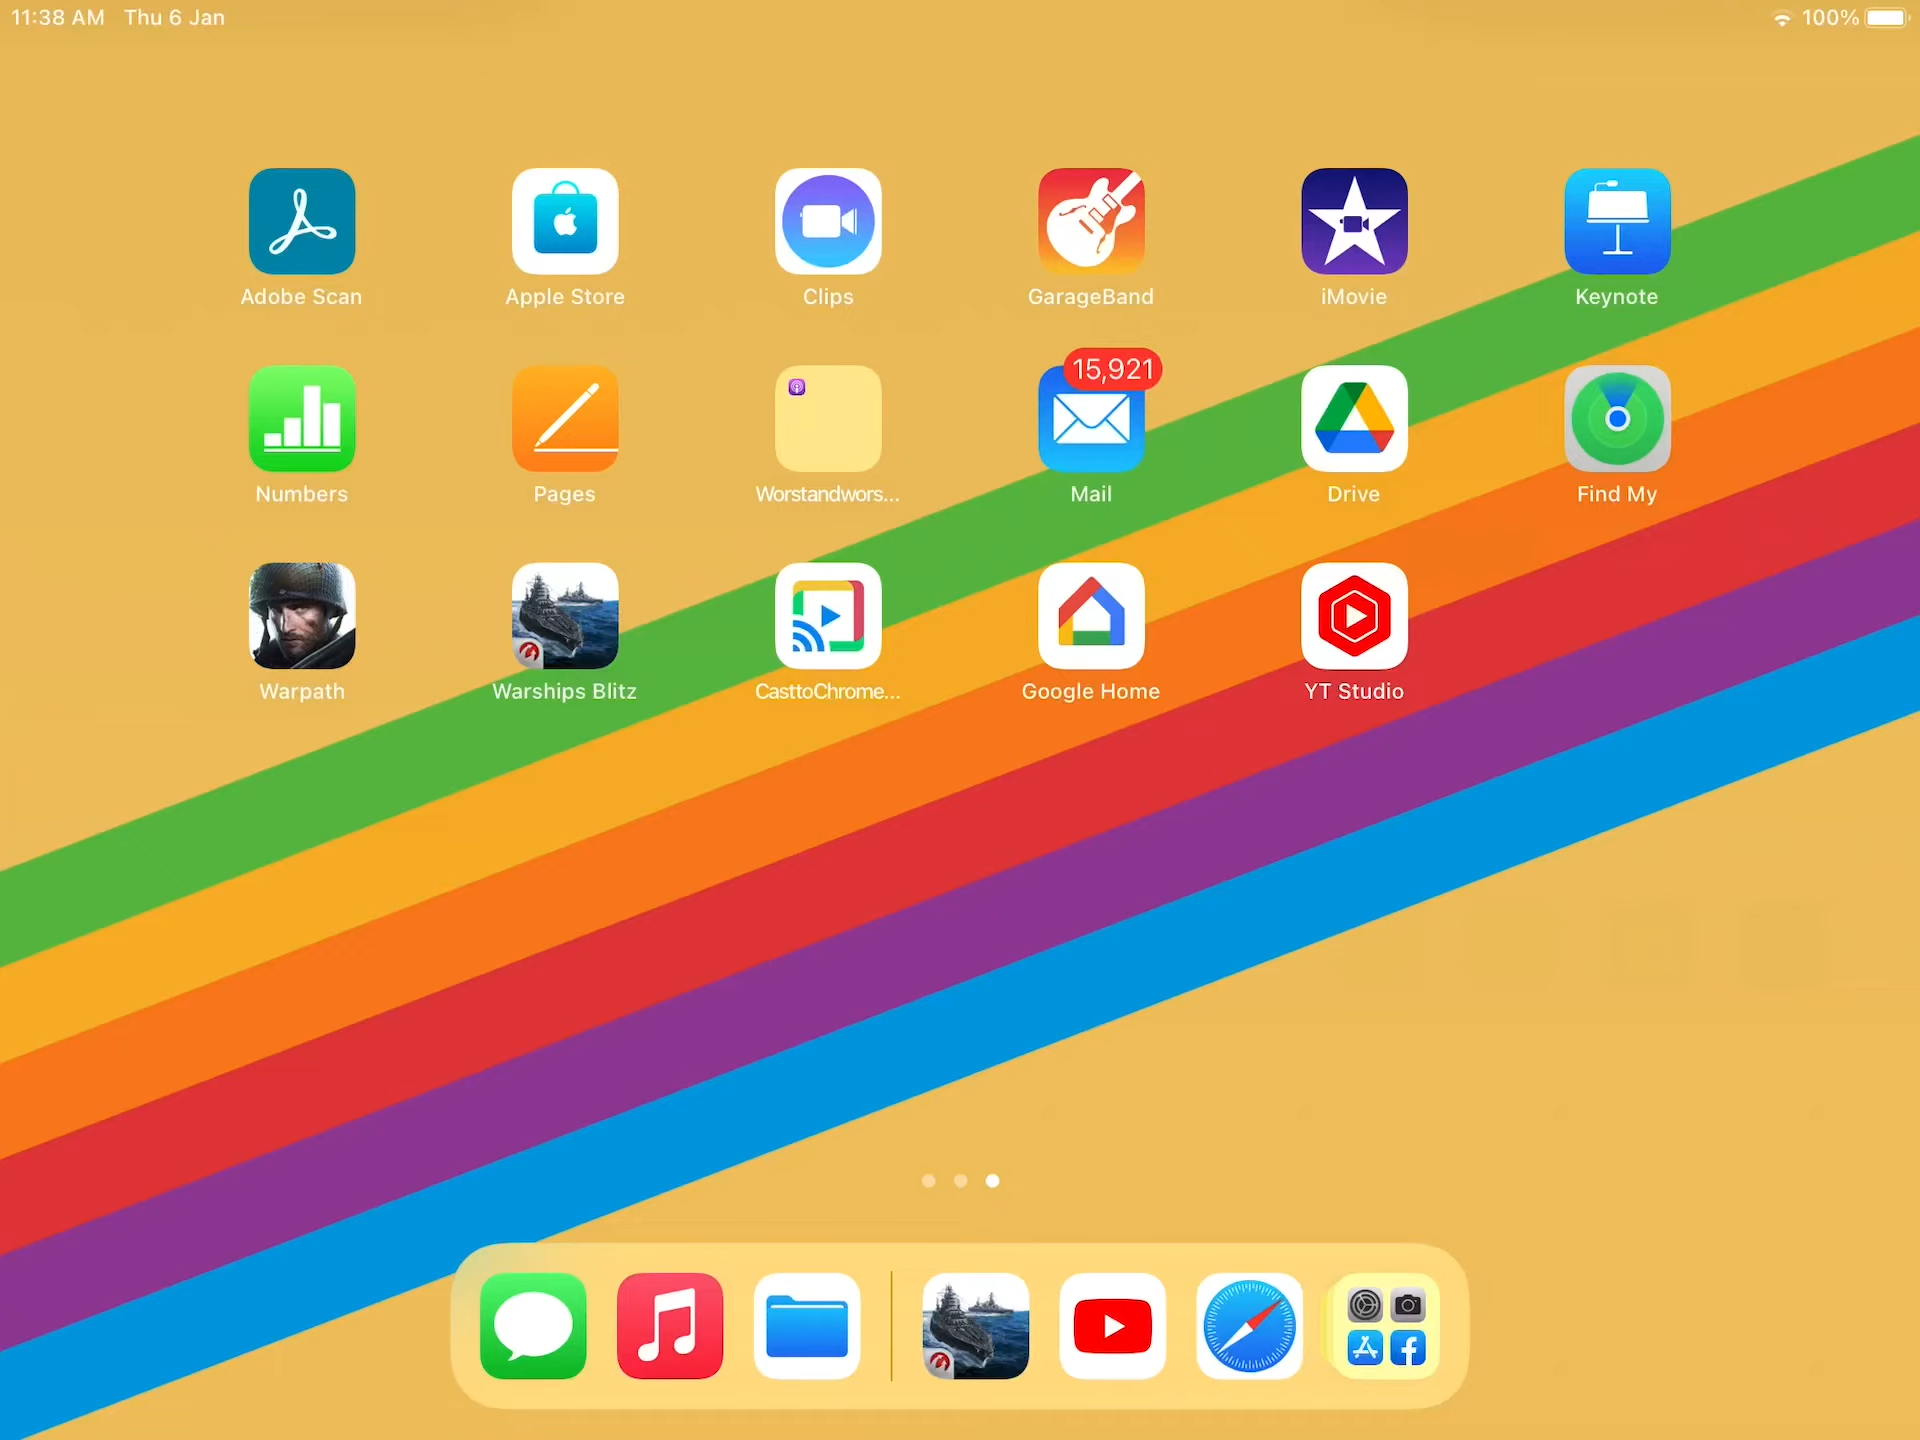 11:38 AM Thu 6 Jan
100%
Adobe Scan
Apple Store
Clips
GarageBand
iMovie
Keynote
15,921
Numbers
Pages
Worstandwors...
Mail
Drive
Find My
Warpath
Warships Blitz
CasttoChrome...
Google Home
YT Studio